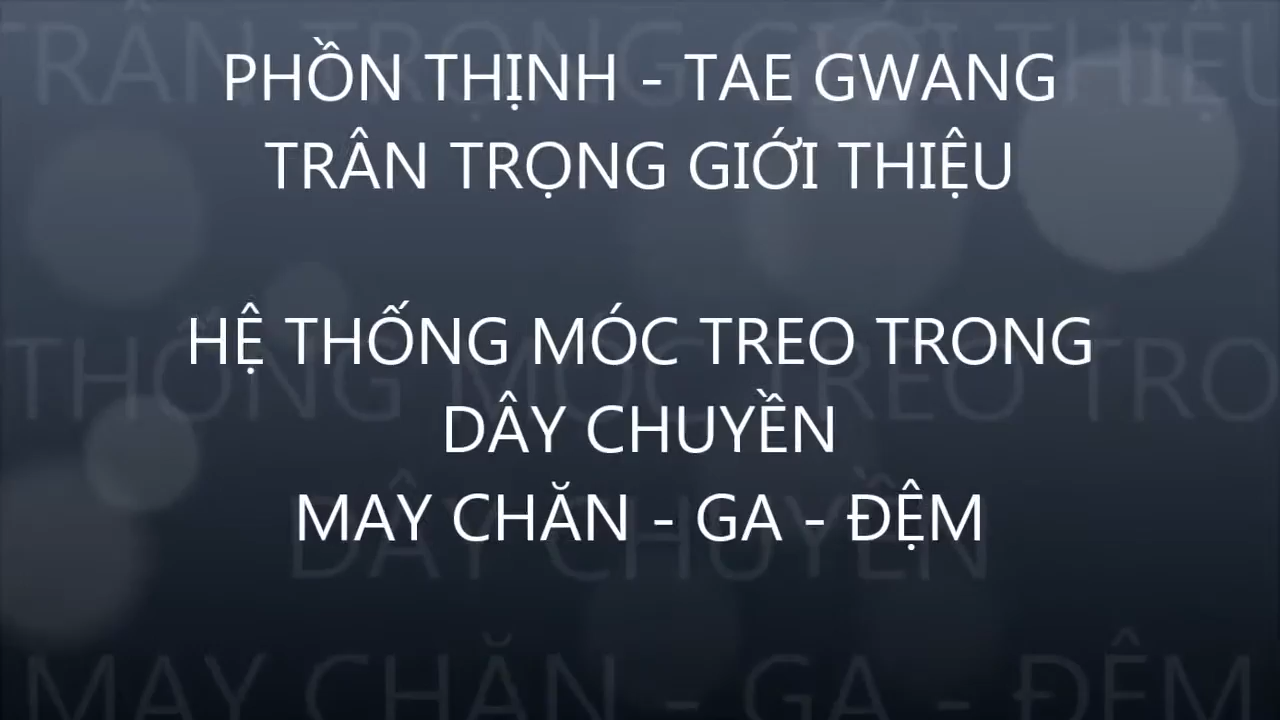 PHỒN THỊNH - TAE GWANG
TRÂN TRỌNG GIỚI THIỆU
HỆ THỐNG MÓC TREO TRONG
DÂY CHUYỀN
MAY CHĂN - GA - ĐỆM